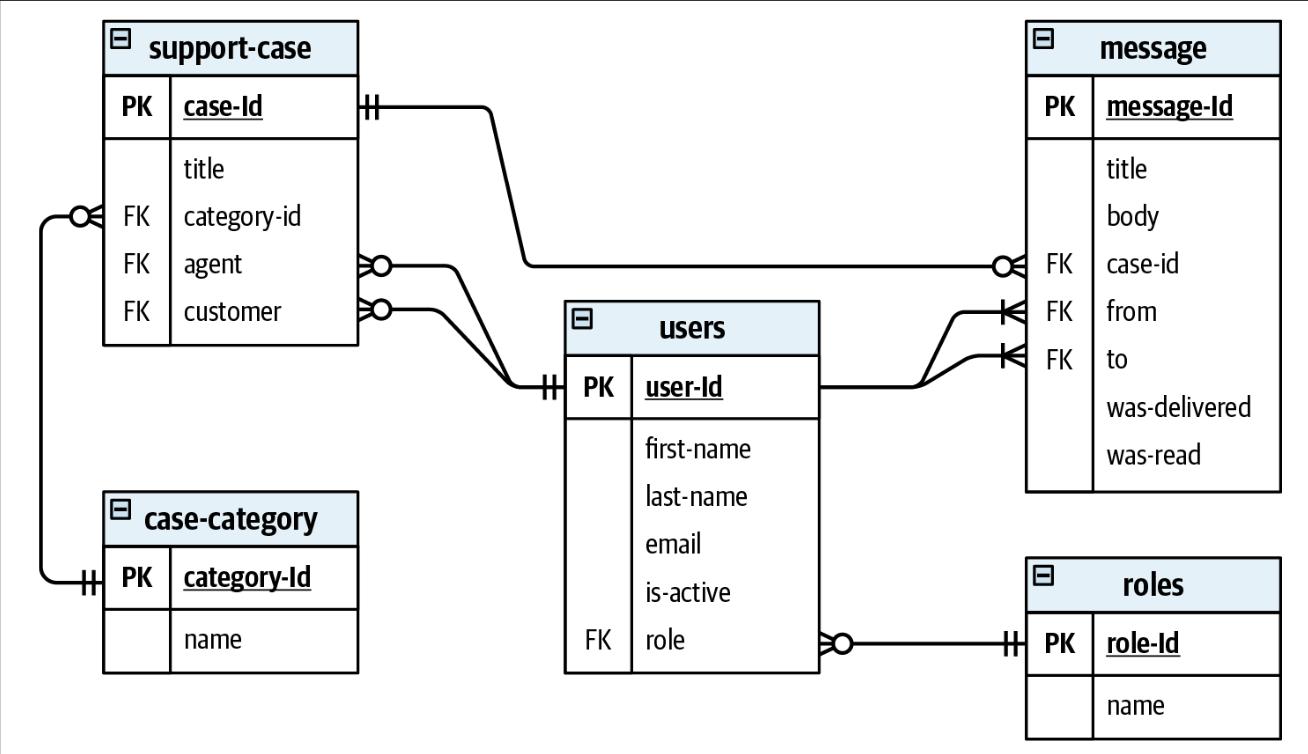 support-case
PK case-Id
title
FK category-id
FK agent
FK customer
case-category
PK category-Id
name
users
PK user-Id
first-name
last-name
email
is-active
FK role
message
PK message-Id
title
body
FK case-id
FK from
FK to
was-delivered
was-read
roles
PK role-Id
name